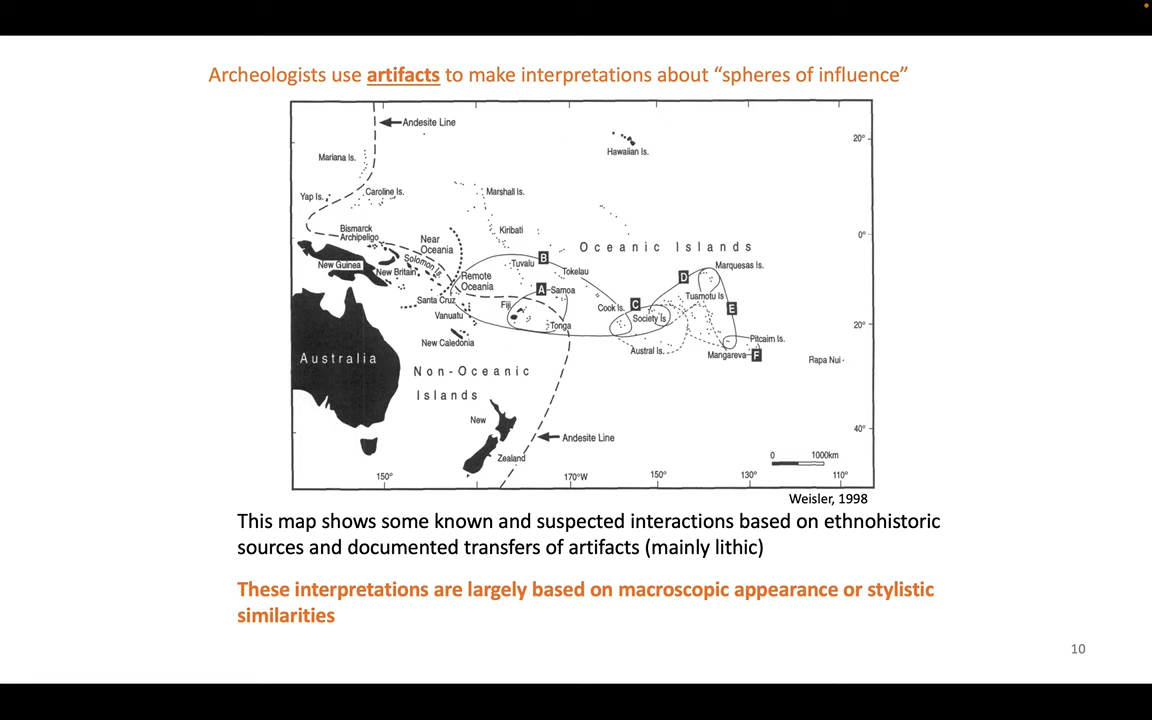 Archeologists use artifacts to make interpretations about “spheres of influence”
Andesite Line
20°
Hawaiian Is.
Mariana Is.
Yap Is.
Caroline Is.
Marshall Is.
Bismarck
Archipeligo
Near
Oceania
Kiribati
0°
Oceanic Islands
New Guinea
New Britain
Solomon Is.
Remote
Oceania
Tuvalu
B
Tokelau
D
Marquesas Is.
A
Samoa
Santa Cruz
Fiji
Cook Is.
C
Society Is
Tuamotu Is
E
Vanuatu
Tonga
20°
New Caledonia
Austral Is.
Mangareva
F
Pitcairn Is.
Rapa Nui
Australia
Non-Oceanic
Islands
New
Zealand
Andesite Line
40°
0 1000km
150°
170°W
150°
130°
110°
Weisler, 1998
This map shows some known and suspected interactions based on ethnohistoric
sources and documented transfers of artifacts (mainly lithic)
These interpretations are largely based on macroscopic appearance or stylistic
similarities
10